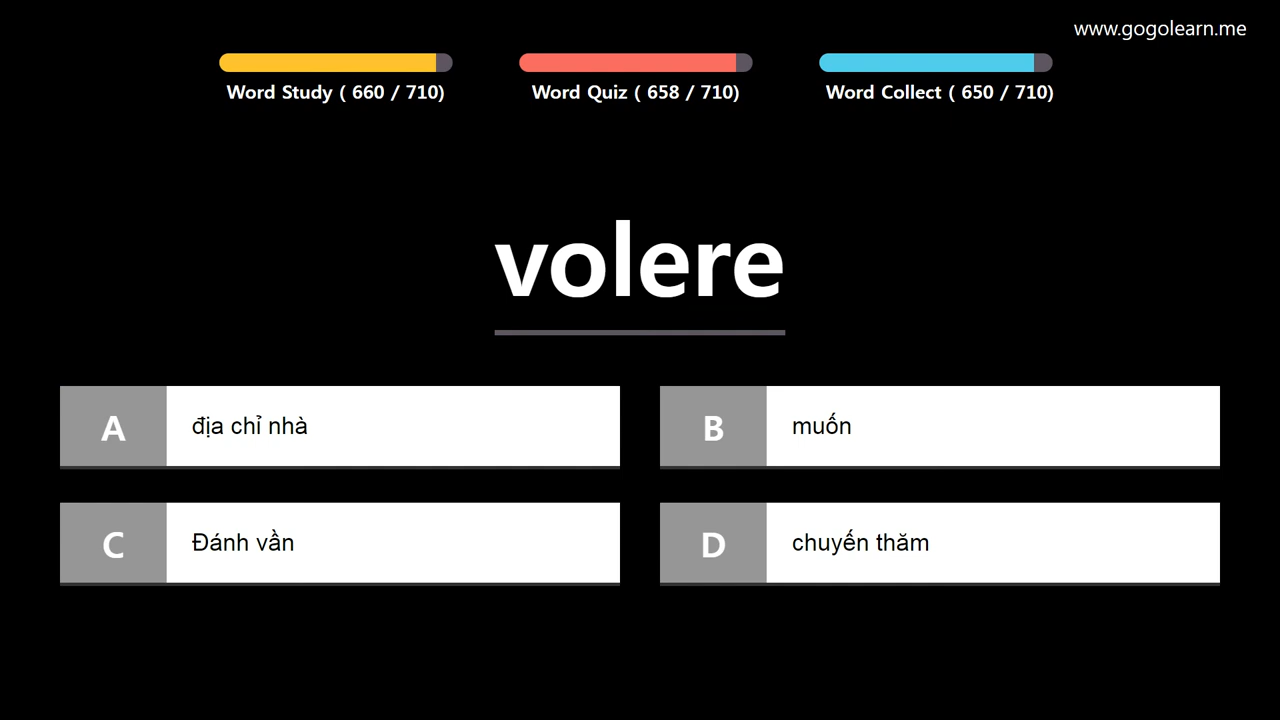 www.gogolearn.me
Word Study ( 660 / 710)
Word Quiz ( 658 / 710)
Word Collect ( 650 / 710)
volere
A
địa chỉ nhà
B
muốn
C
Đánh vần
D
chuyến thăm